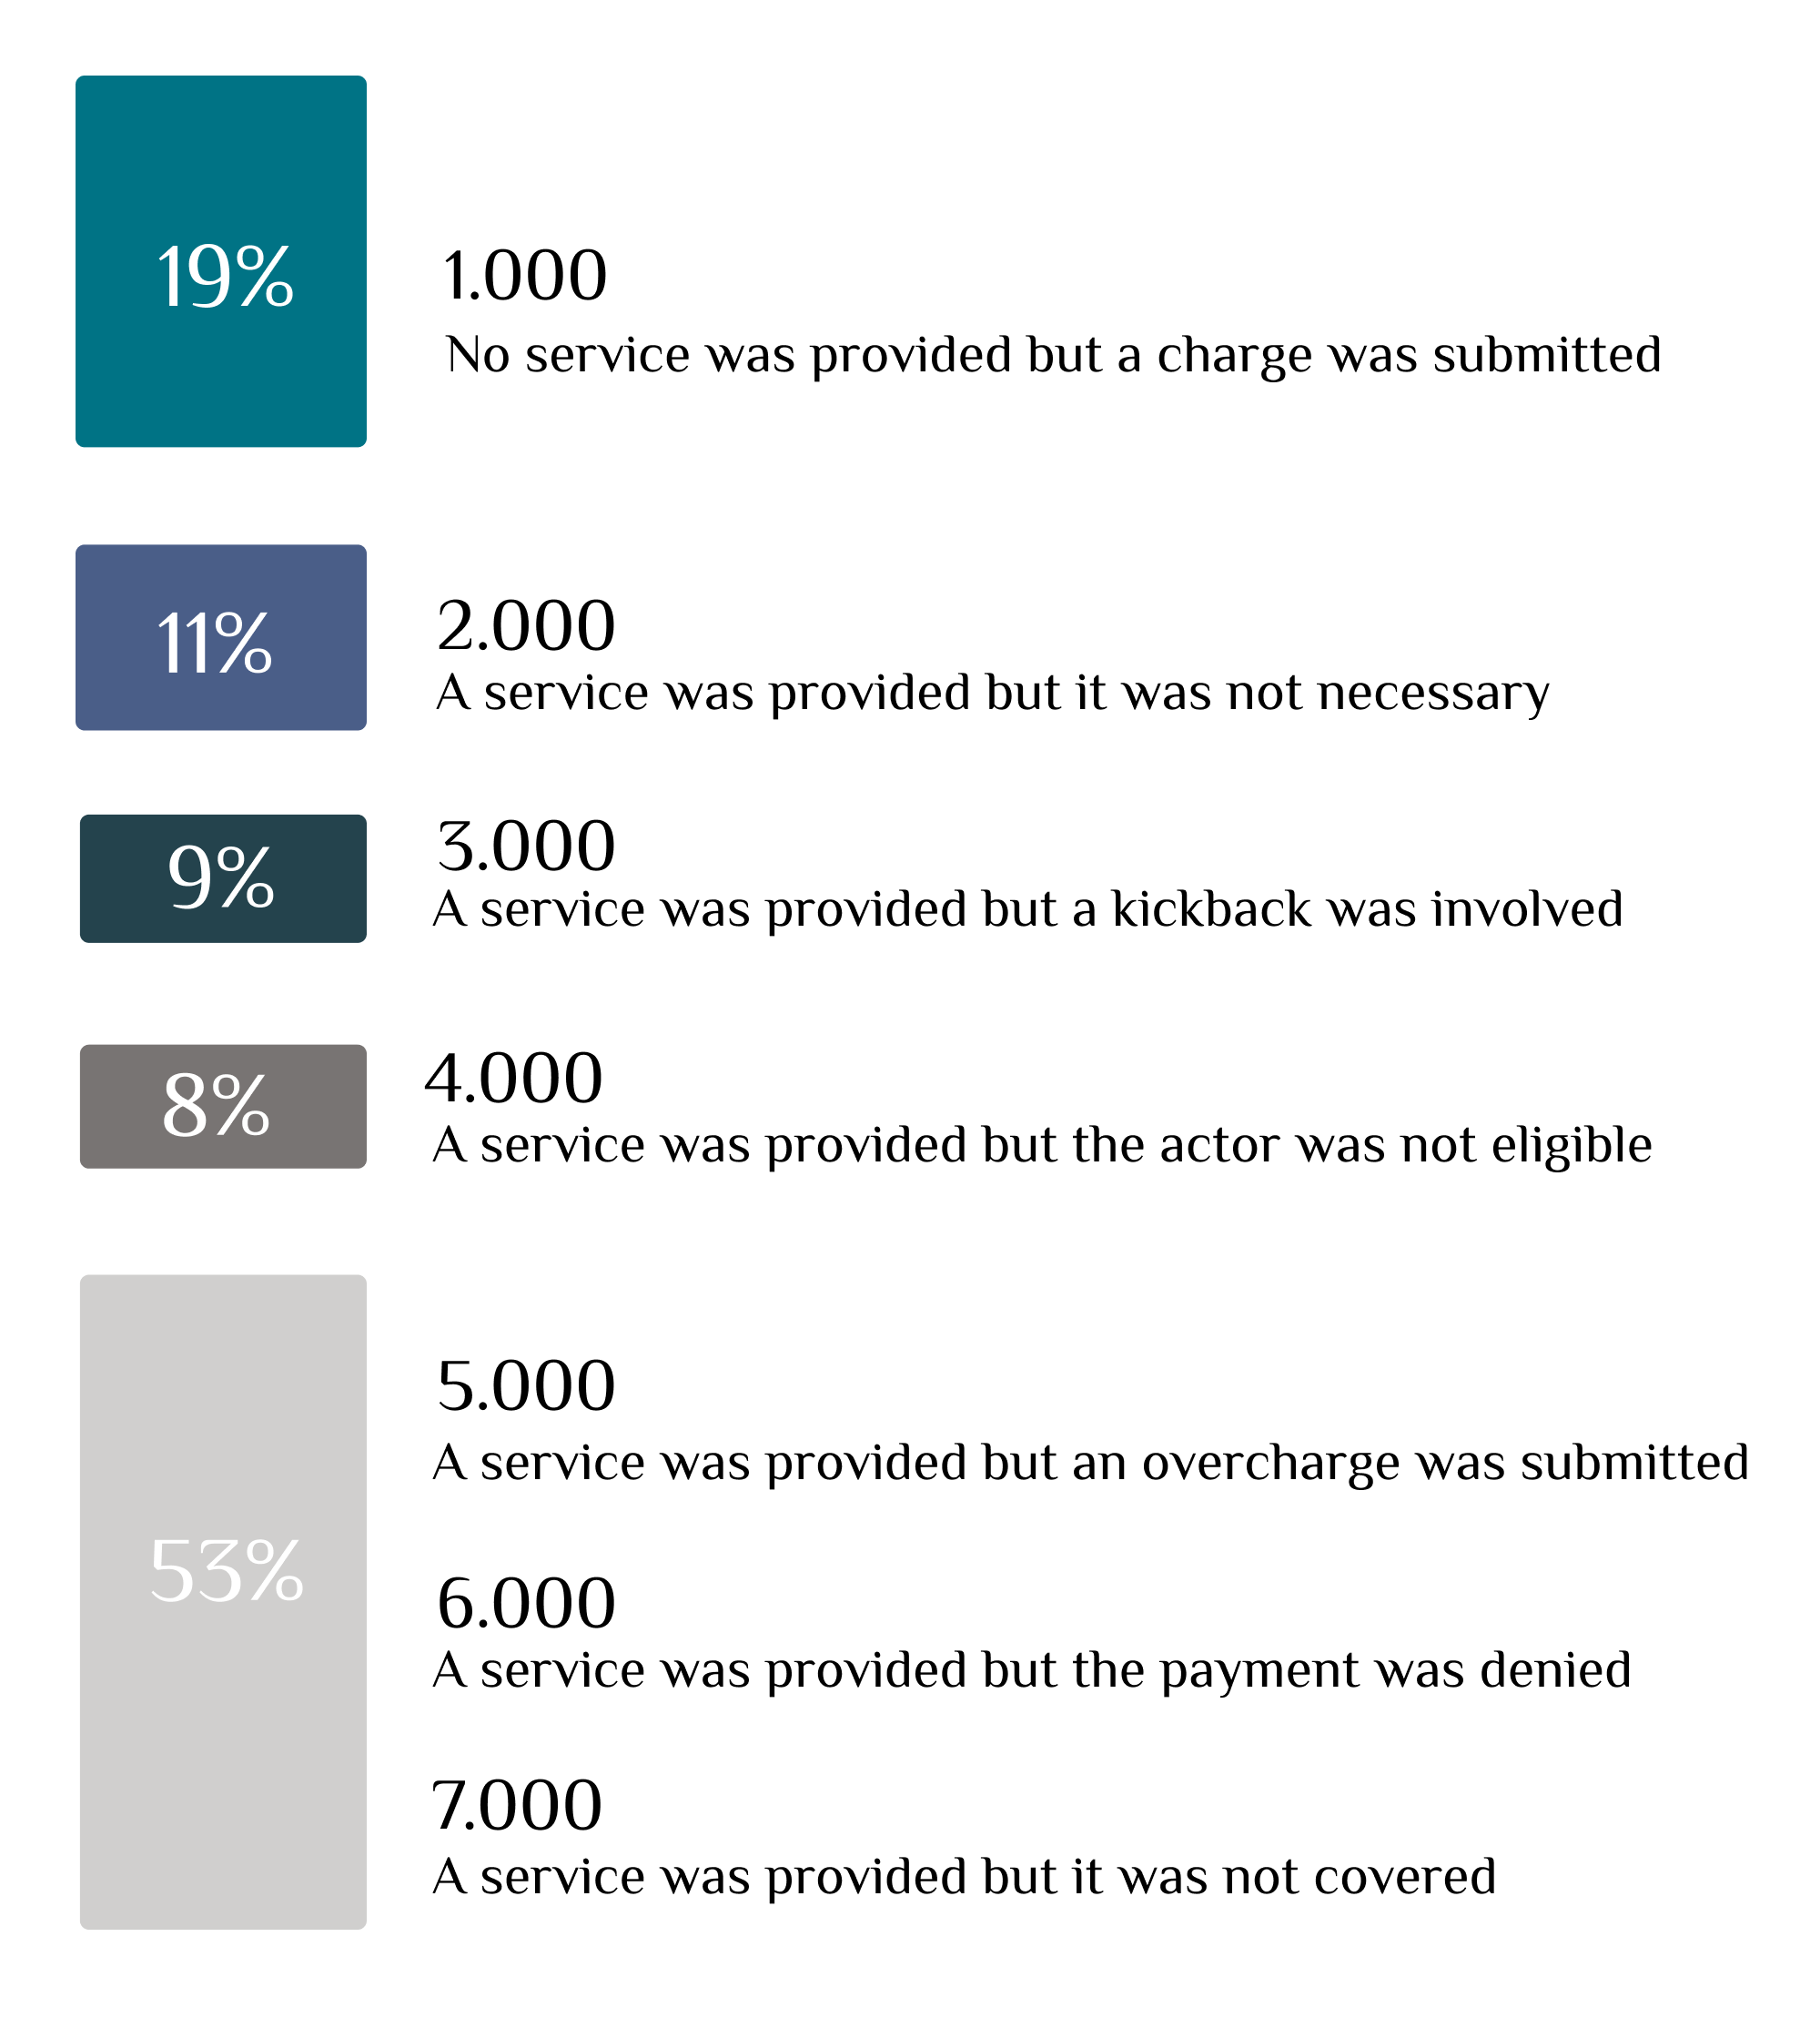 19%
1.000
No service was provided but a charge was submitted
11%
2.000
A service was provided but it was not necessary
9%
3.000
A service was provided but a kickback was involved
8%
4.000
A service was provided but the actor was not eligible
53%
5.000
A service was provided but an overcharge was submitted
6.000
A service was provided but the payment was denied
7.000
A service was provided but it was not covered